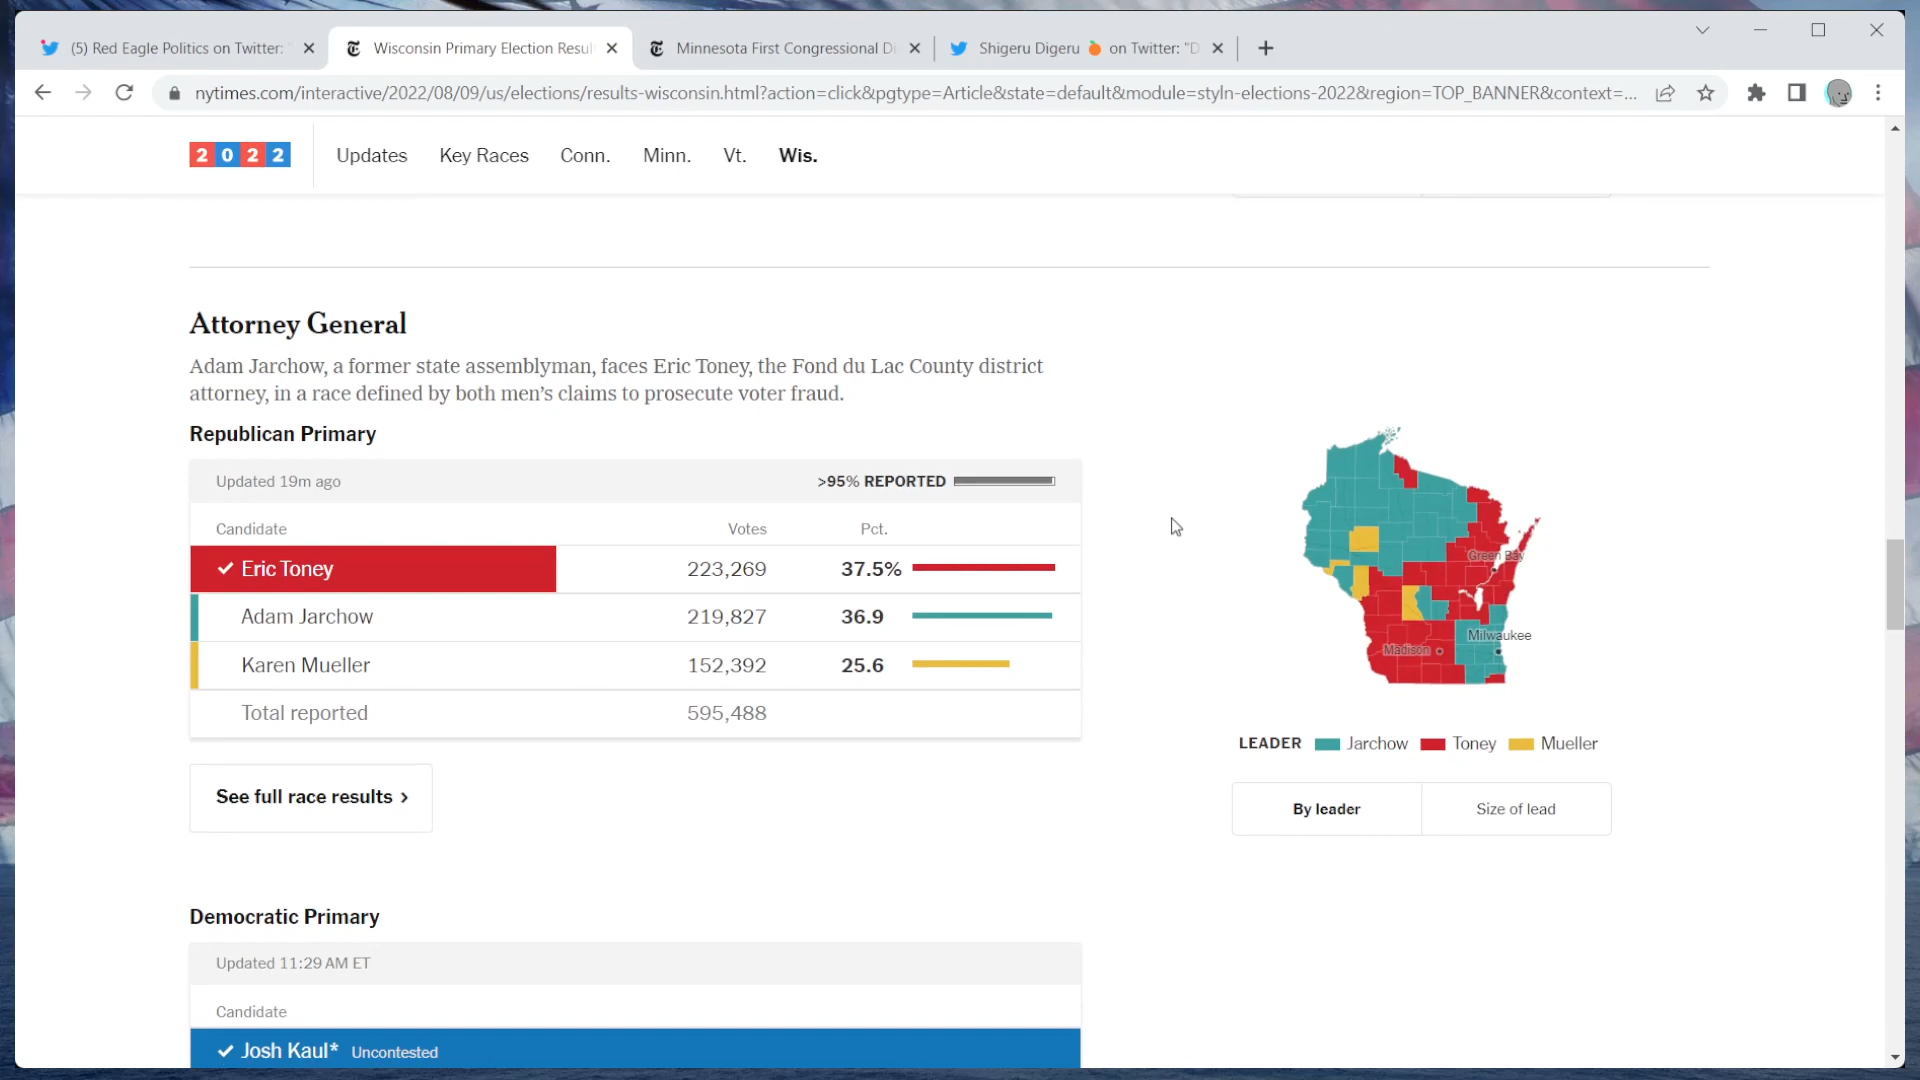 (5) Red Eagle Politics on Twitter: "
Wisconsin Primary Election Resul
Minnesota First Congressional Di
Shigeru Digeru 🍊 on Twitter: "D
nytimes.com/interactive/2022/08/09/us/elections/results-wisconsin.html?action=click&pgtype=Article&state=default&module=styln-elections-2022&region=TOP_BANNER&context=...
2022
Updates
Key Races
Conn.
Minn.
Vt.
Wis.
Attorney General
Adam Jarchow, a former state assemblyman, faces Eric Toney, the Fond du Lac County district
attorney, in a race defined by both men's claims to prosecute voter fraud.
Republican Primary
Updated 19m ago
>95% REPORTED
Candidate Votes Pct.
✓ Eric Toney 223,269 37.5%
Adam Jarchow 219,827 36.9
Karen Mueller 152,392 25.6
Total reported 595,488
See full race results ›
Green Bay
Milwaukee
Madison
LEADER Jarchow Toney Mueller
By leader
Size of lead
Democratic Primary
Updated 11:29 AM ET
Candidate
✓ Josh Kaul* Uncontested